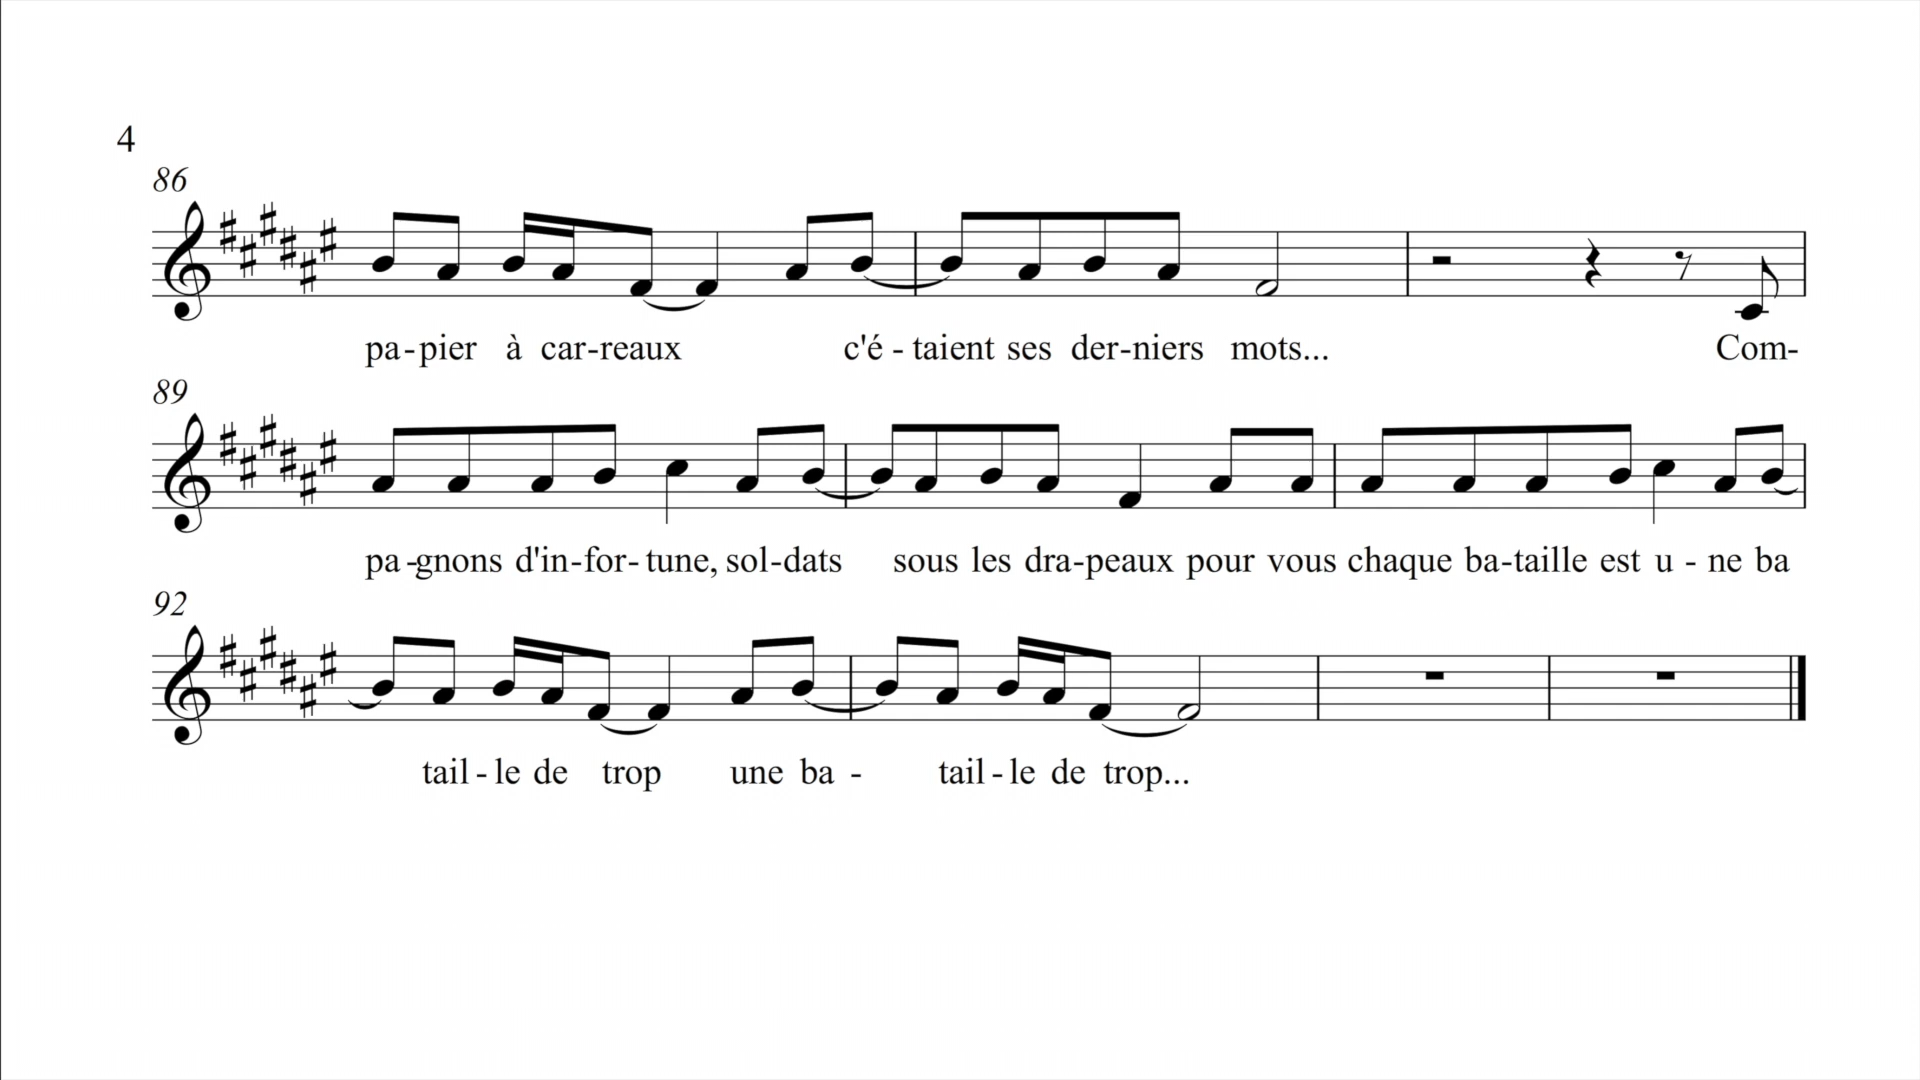 4
86
pa-pier à car-reaux c'é - taient ses der-niers mots... Com-
89
pa-gnons d'in-for-tune, sol-dats sous les dra-peaux pour vous chaque ba-taille est u - ne ba
92
tail - le de trop une ba - tail - le de trop...